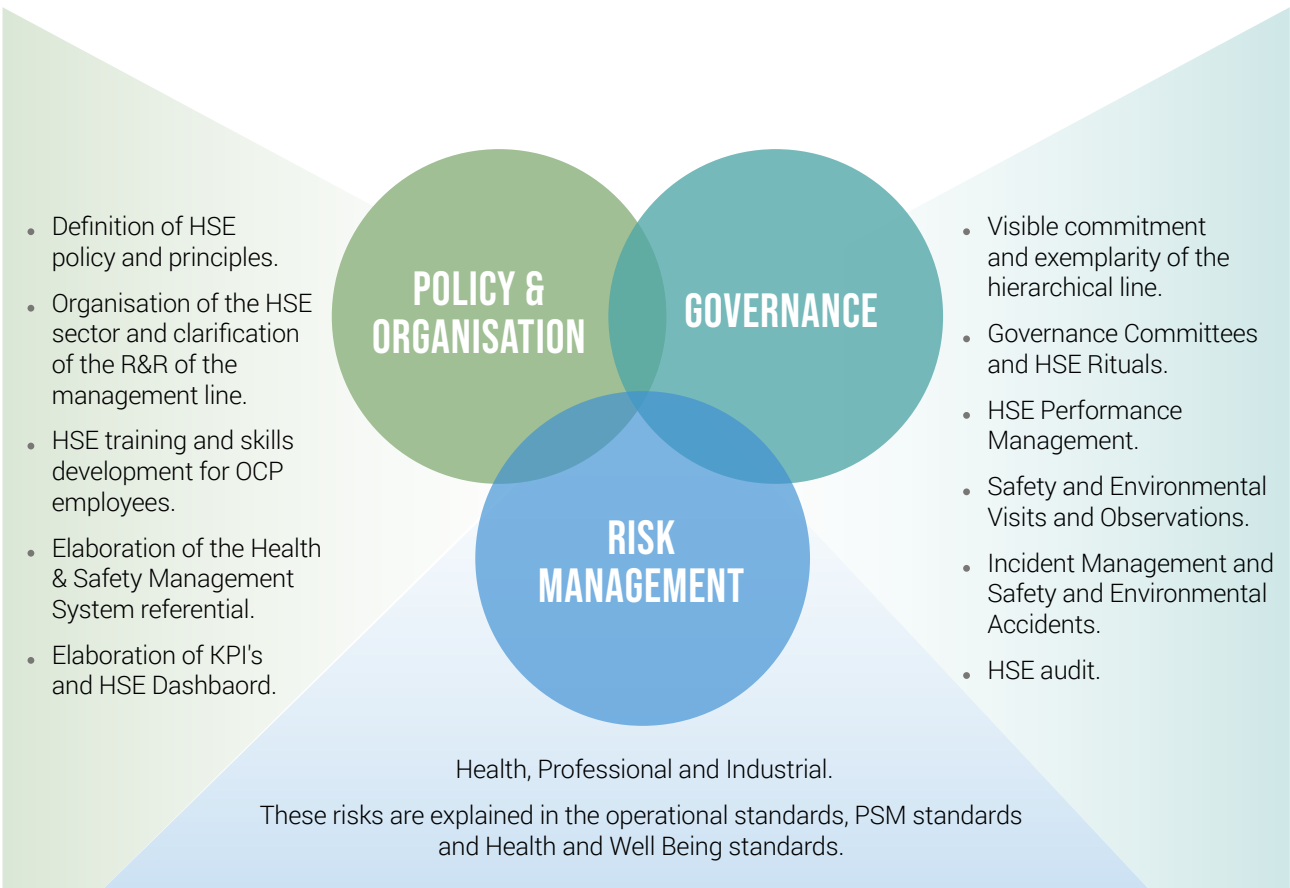 POLICY &
ORGANISATION
GOVERNANCE
RISK
MANAGEMENT
• Definition of HSE
policy and principles.
• Organisation of the HSE
sector and clarification
of the R&R of the
management line.
• HSE training and skills
development for OCP
employees.
• Elaboration of the Health
& Safety Management
System referential.
• Elaboration of KPI's
and HSE Dashbaord.
• Visible commitment
and exemplarity of the
hierarchical line.
• Governance Committees
and HSE Rituals.
• HSE Performance
Management.
• Safety and Environmental
Visits and Observations.
• Incident Management and
Safety and Environmental
Accidents.
• HSE audit.
Health, Professional and Industrial.
These risks are explained in the operational standards, PSM standards
and Health and Well Being standards.